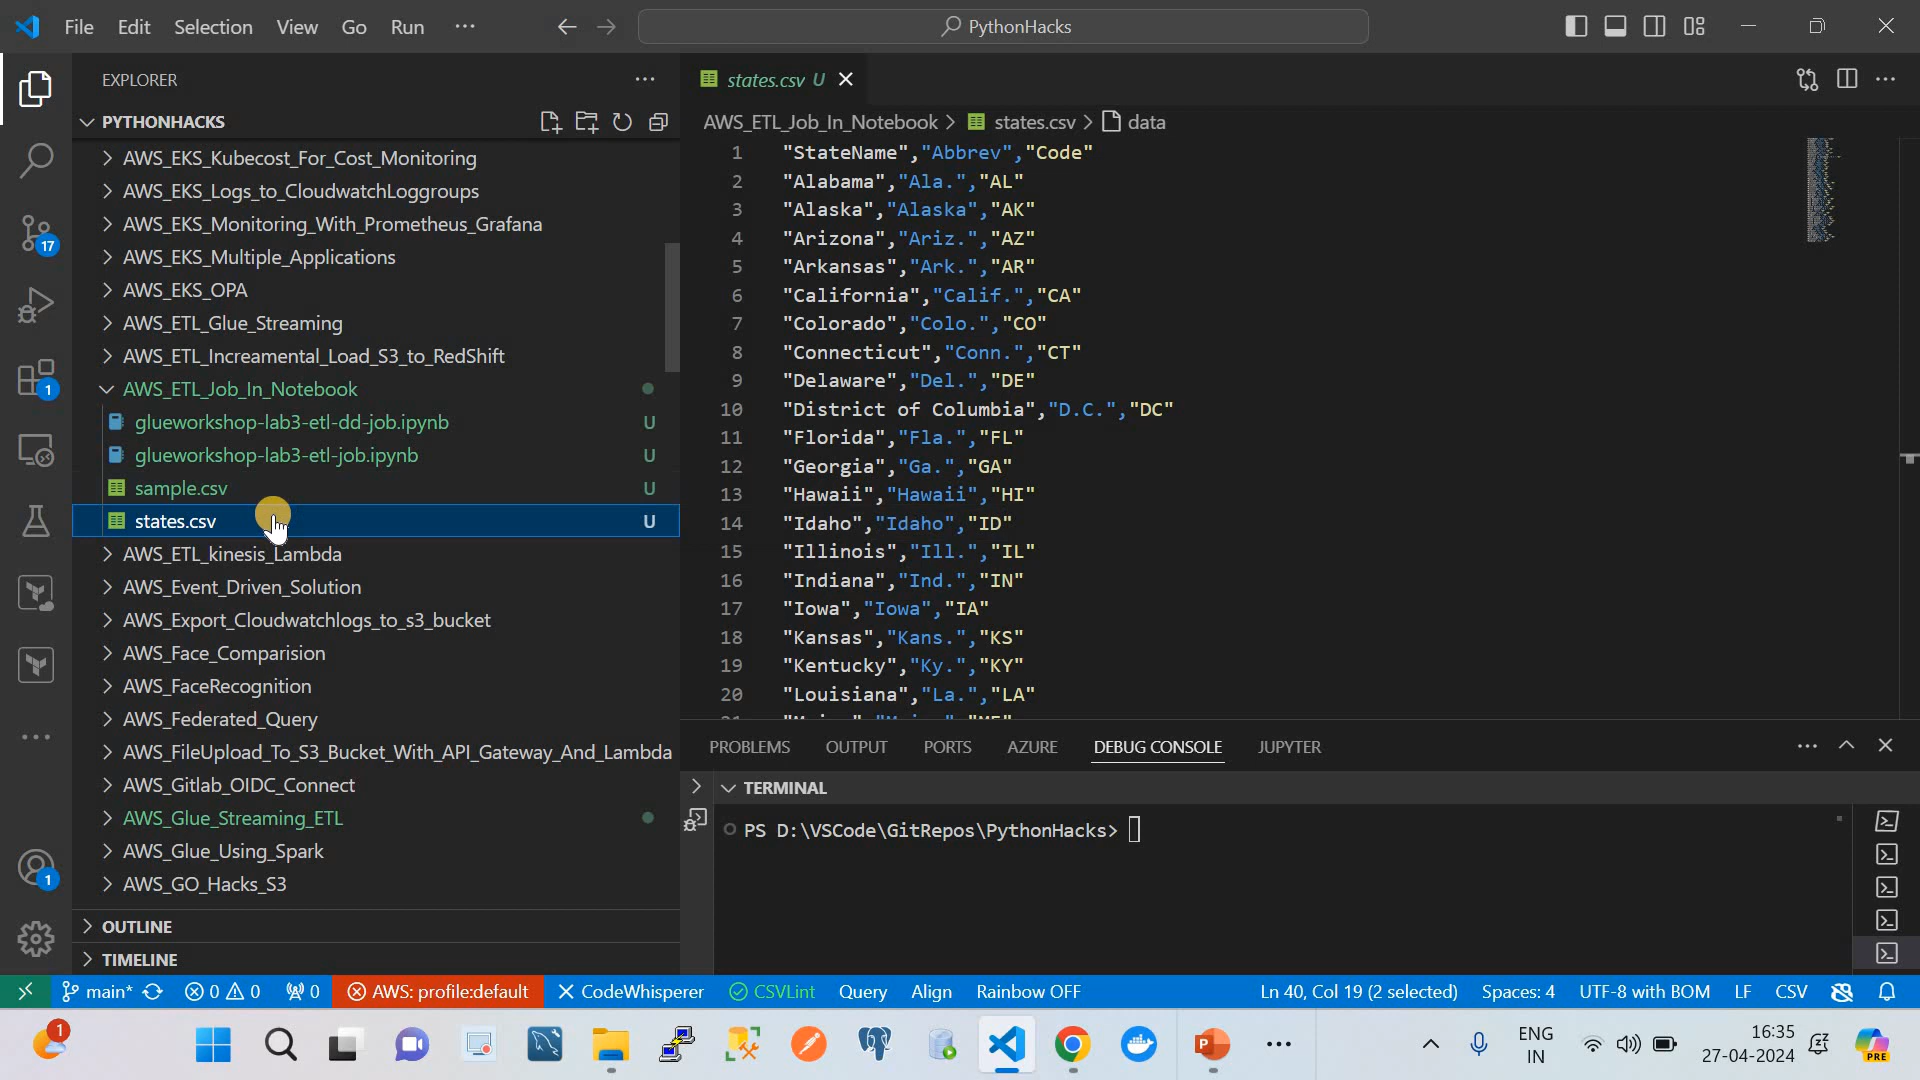 File Edit Selection View Go Run ···
PythonHacks
EXPLORER
PYTHONHACKS
AWS_EKS_Kubecost_For_Cost_Monitoring
AWS_EKS_Logs_to_CloudwatchLoggroups
AWS_EKS_Monitoring_With_Prometheus_Grafana
AWS_EKS_Multiple_Applications
AWS_EKS_OPA
AWS_ETL_Glue_Streaming
AWS_ETL_Increamental_Load_S3_to_RedShift
AWS_ETL_Job_In_Notebook
glueworkshop-lab3-etl-dd-job.ipynb U
glueworkshop-lab3-etl-job.ipynb U
sample.csv U
states.csv U
AWS_ETL_kinesis_Lambda
AWS_Event_Driven_Solution
AWS_Export_Cloudwatchlogs_to_s3_bucket
AWS_Face_Comparision
AWS_FaceRecognition
AWS_Federated_Query
AWS_FileUpload_To_S3_Bucket_With_API_Gateway_And_Lambda
AWS_Gitlab_OIDC_Connect
AWS_Glue_Streaming_ETL
AWS_Glue_Using_Spark
AWS_GO_Hacks_S3
OUTLINE
TIMELINE
17
1
1
states.csv U
AWS_ETL_Job_In_Notebook > states.csv > data
1 "StateName","Abbrev","Code"
2 "Alabama","Ala.","AL"
3 "Alaska","Alaska","AK"
4 "Arizona","Ariz.","AZ"
5 "Arkansas","Ark.","AR"
6 "California","Calif.","CA"
7 "Colorado","Colo.","CO"
8 "Connecticut","Conn.","CT"
9 "Delaware","Del.","DE"
10 "District of Columbia","D.C.","DC"
11 "Florida","Fla.","FL"
12 "Georgia","Ga.","GA"
13 "Hawaii","Hawaii","HI"
14 "Idaho","Idaho","ID"
15 "Illinois","Ill.","IL"
16 "Indiana","Ind.","IN"
17 "Iowa","Iowa","IA"
18 "Kansas","Kans.","KS"
19 "Kentucky","Ky.","KY"
20 "Louisiana","La.","LA"
PROBLEMS OUTPUT PORTS AZURE DEBUG CONSOLE JUPYTER
TERMINAL
PS D:\VSCode\GitRepos\PythonHacks>
main* 0 0 0 AWS: profile:default CodeWhisperer CSVLint Query Align Rainbow OFF Ln 40, Col 19 (2 selected) Spaces: 4 UTF-8 with BOM LF CSV
1
ENG
IN
16:35
27-04-2024
PRE